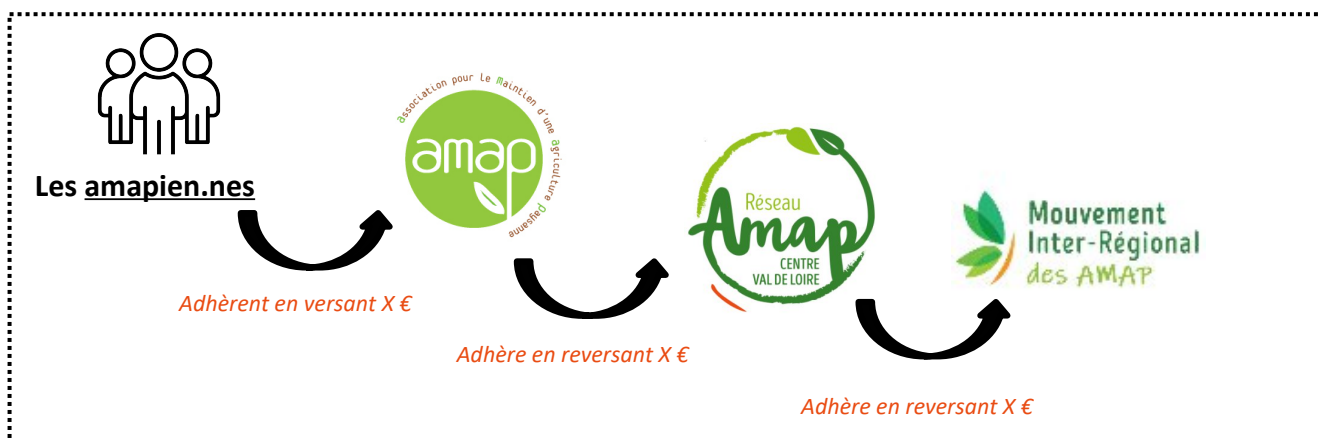 Les amapien.nes
association pour le maintien d'une agriculture paysanne
amap
Adhèrent en versant X €
Réseau
Amap
CENTRE
VAL DE LOIRE
Adhère en reversant X €
Mouvement
Inter-Régional
des AMAP
Adhère en reversant X €